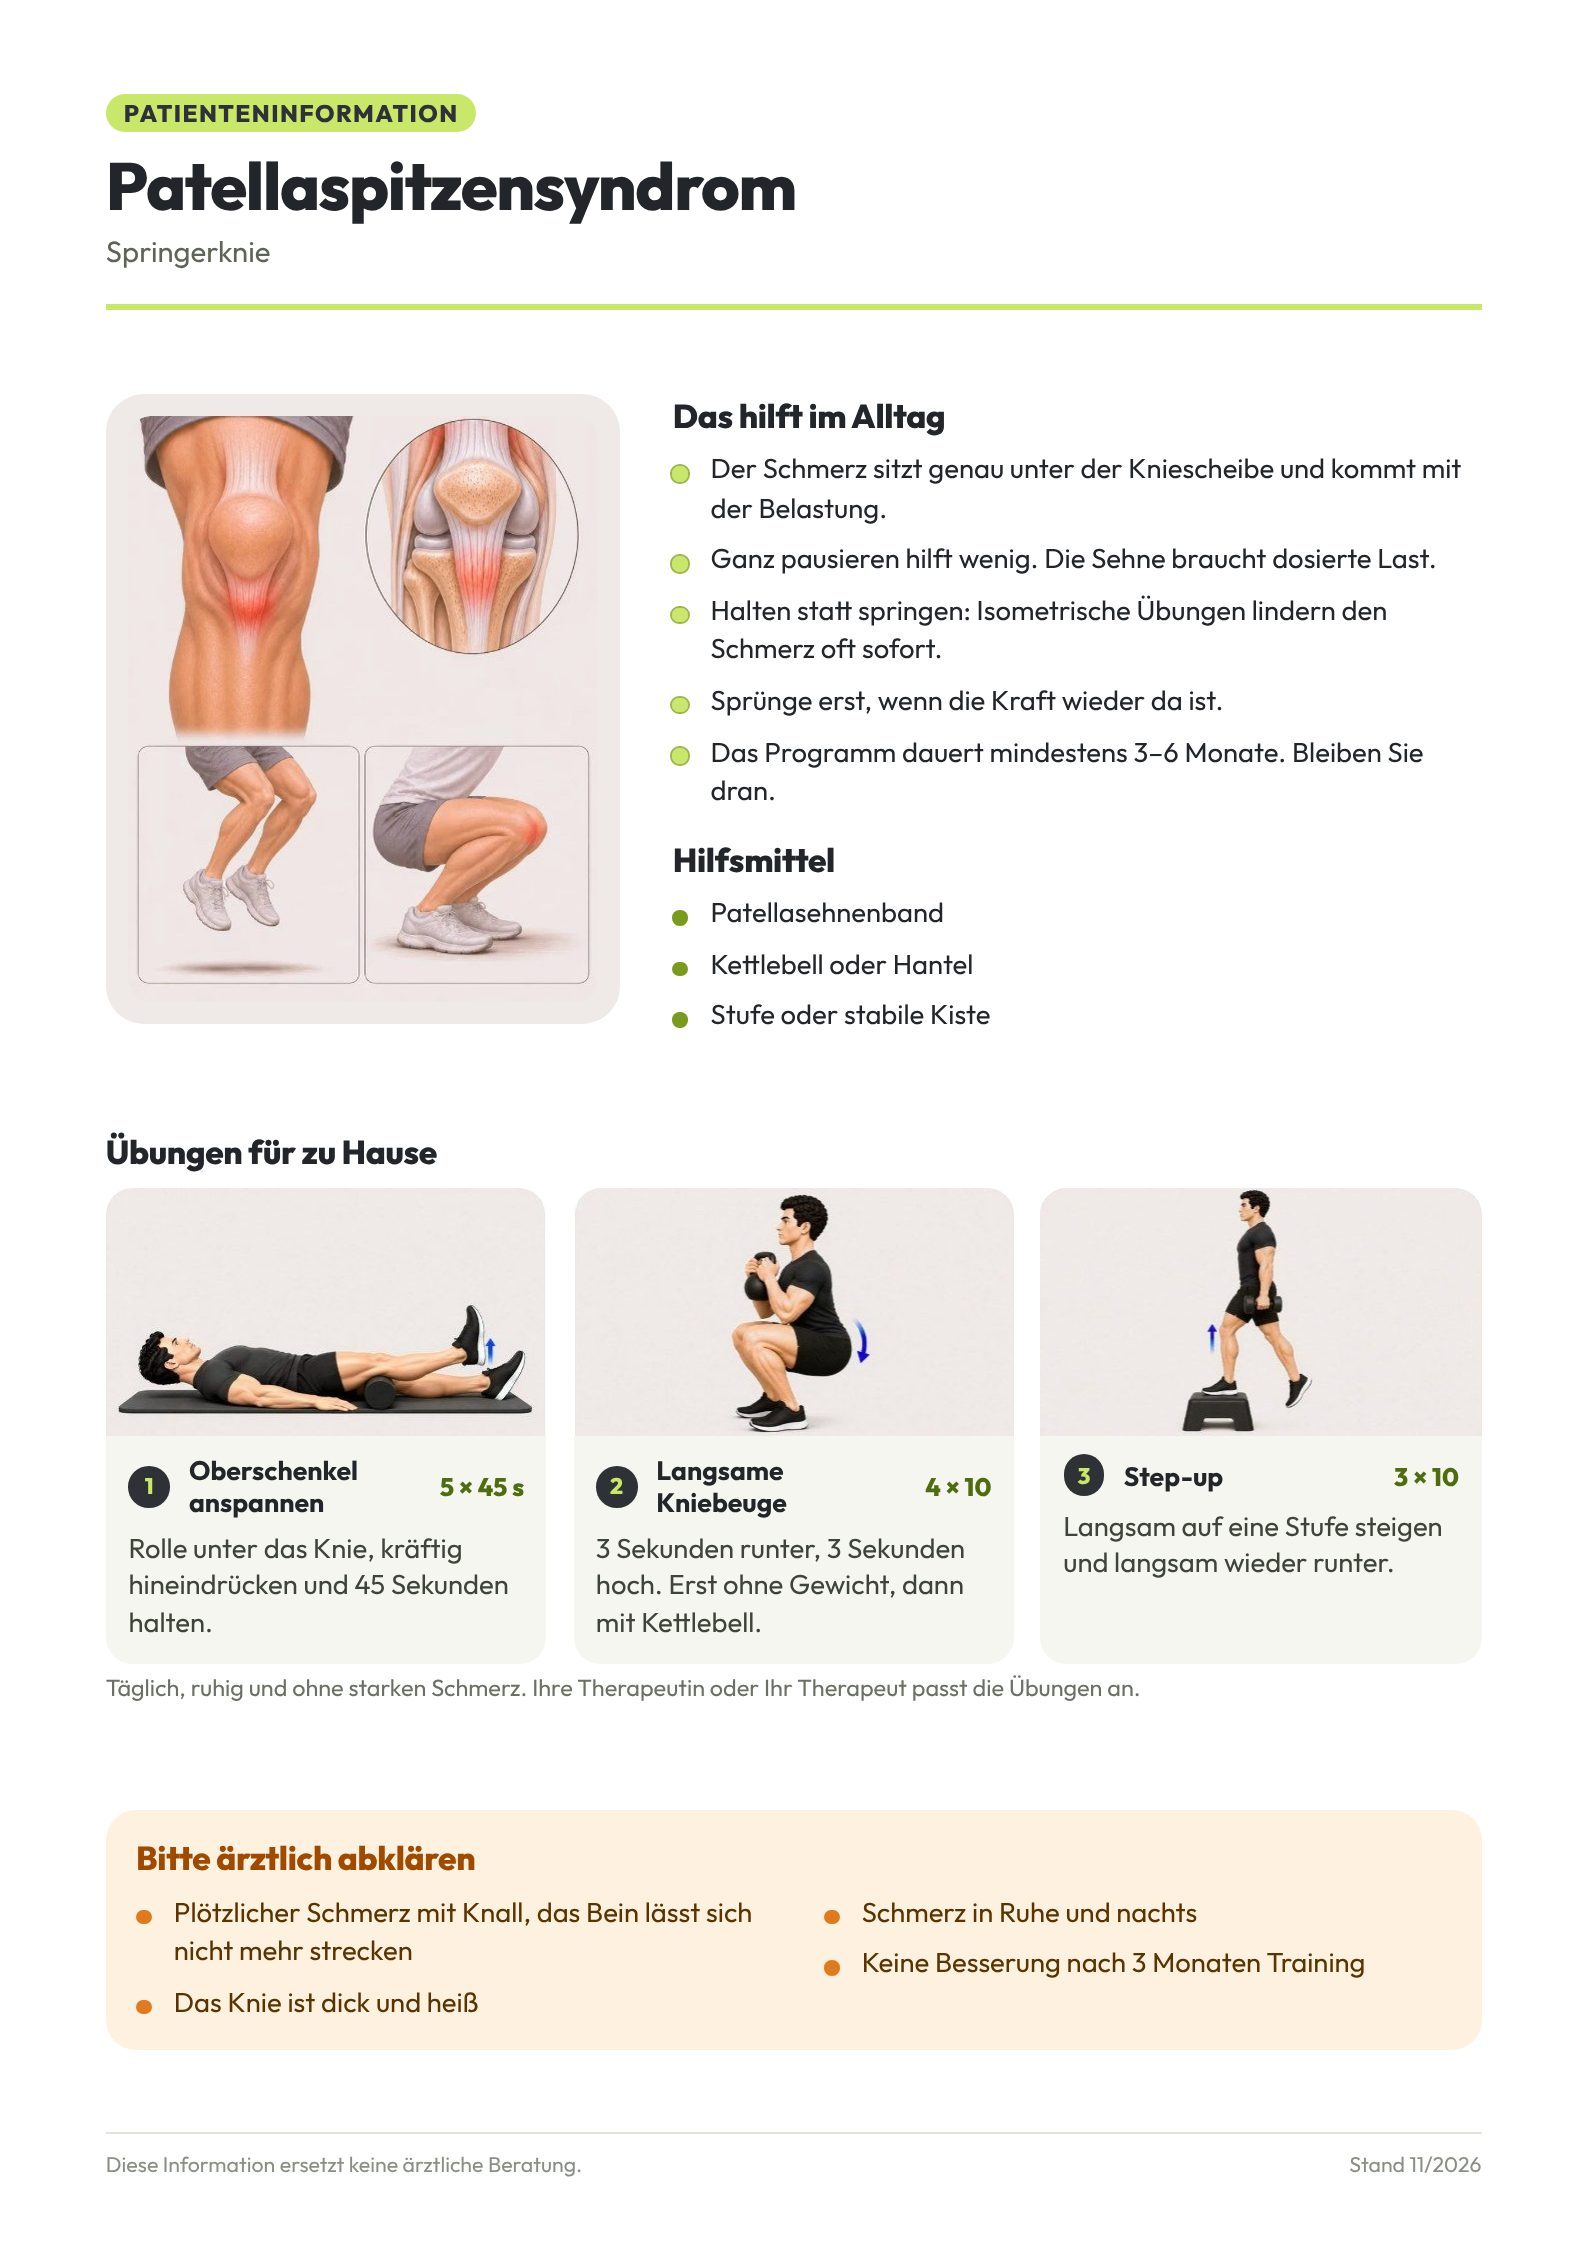 PATIENTENINFORMATION
Patellaspitzensyndrom
Springerknie
Das hilft im Alltag
Der Schmerz sitzt genau unter der Kniescheibe und kommt mit
der Belastung.
Ganz pausieren hilft wenig. Die Sehne braucht dosierte Last.
Halten statt springen: Isometrische Übungen lindern den
Schmerz oft sofort.
Sprünge erst, wenn die Kraft wieder da ist.
Das Programm dauert mindestens 3–6 Monate. Bleiben Sie
dran.
Hilfsmittel
Patellasehnenband
Kettlebell oder Hantel
Stufe oder stabile Kiste
Übungen für zu Hause
1 Oberschenkel
anspannen
5 × 45 s
Rolle unter das Knie, kräftig
hineindrücken und 45 Sekunden
halten.
2 Langsame
Kniebeuge
4 × 10
3 Sekunden runter, 3 Sekunden
hoch. Erst ohne Gewicht, dann
mit Kettlebell.
3 Step-up 3 × 10
Langsam auf eine Stufe steigen
und langsam wieder runter.
Täglich, ruhig und ohne starken Schmerz. Ihre Therapeutin oder Ihr Therapeut passt die Übungen an.
Bitte ärztlich abklären
Plötzlicher Schmerz mit Knall, das Bein lässt sich
nicht mehr strecken
Das Knie ist dick und heiß
Schmerz in Ruhe und nachts
Keine Besserung nach 3 Monaten Training
Diese Information ersetzt keine ärztliche Beratung.
Stand 11/2026